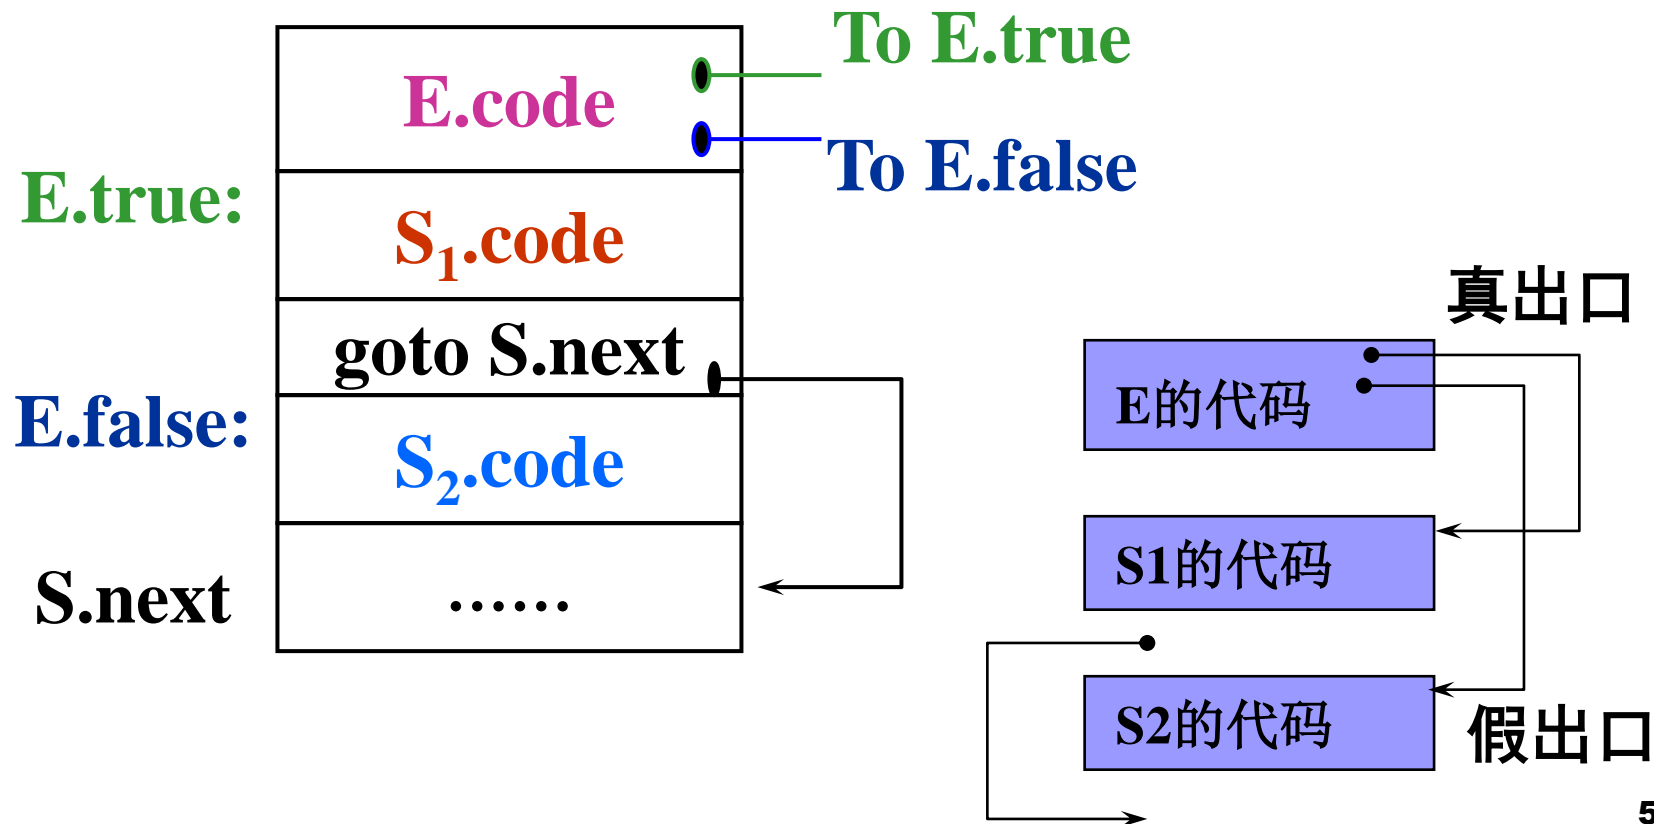 To E.true
E.code
To E.false
E.true:
S₁.code
goto S.next
E.false:
S₂.code
S.next
......
真出口
E的代码
S1的代码
S2的代码
假出口
5